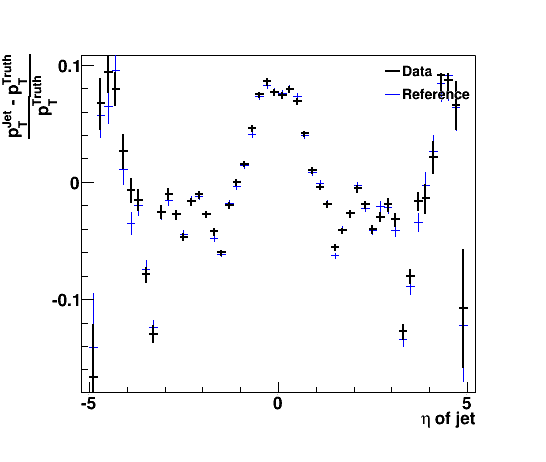 p_T^Jet - p_T^Truth
p_T^Truth
0.1
0
-0.1
Data
Reference
-5 0 5
η of jet